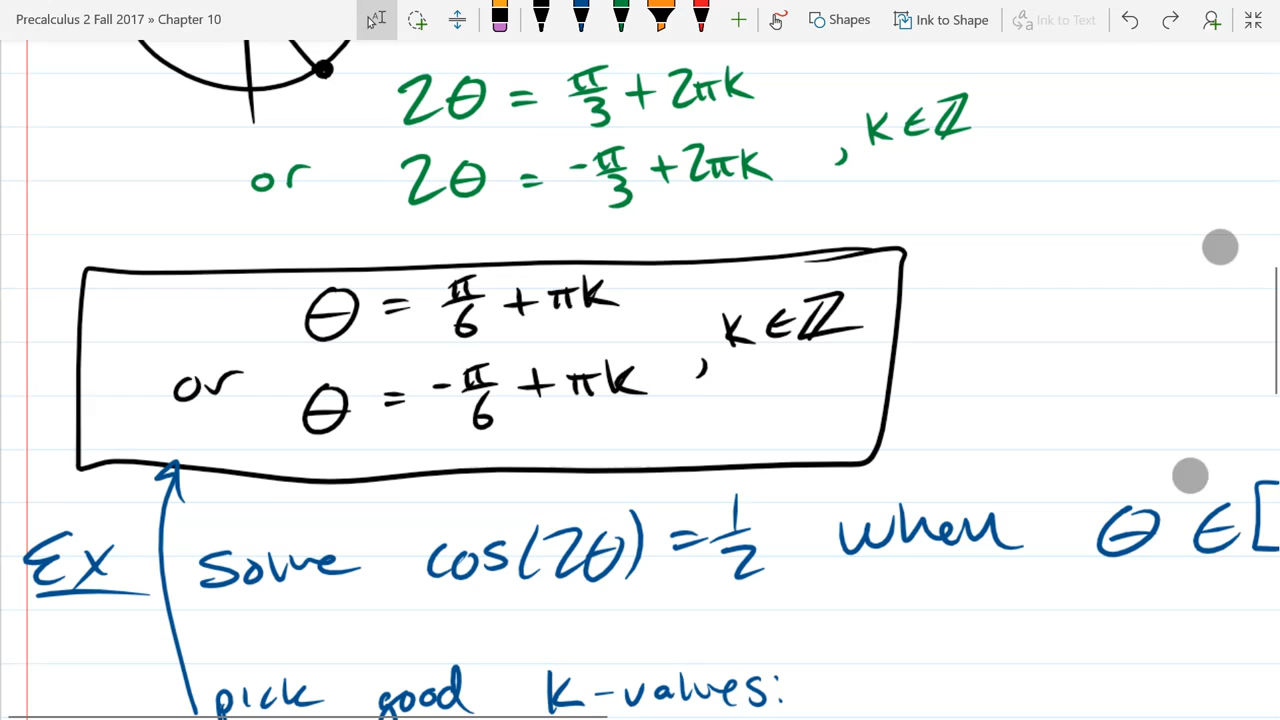 Precalculus 2 Fall 2017 » Chapter 10
Shapes
Ink to Shape
Ink to Text
2θ = π/3 + 2πk
or 2θ = -π/3 + 2πk , k ∈ ℤ
θ = π/6 + πk
or θ = -π/6 + πk , k ∈ ℤ
Ex solve cos(2θ) = 1/2 when θ ∈ [
pick good k-values: